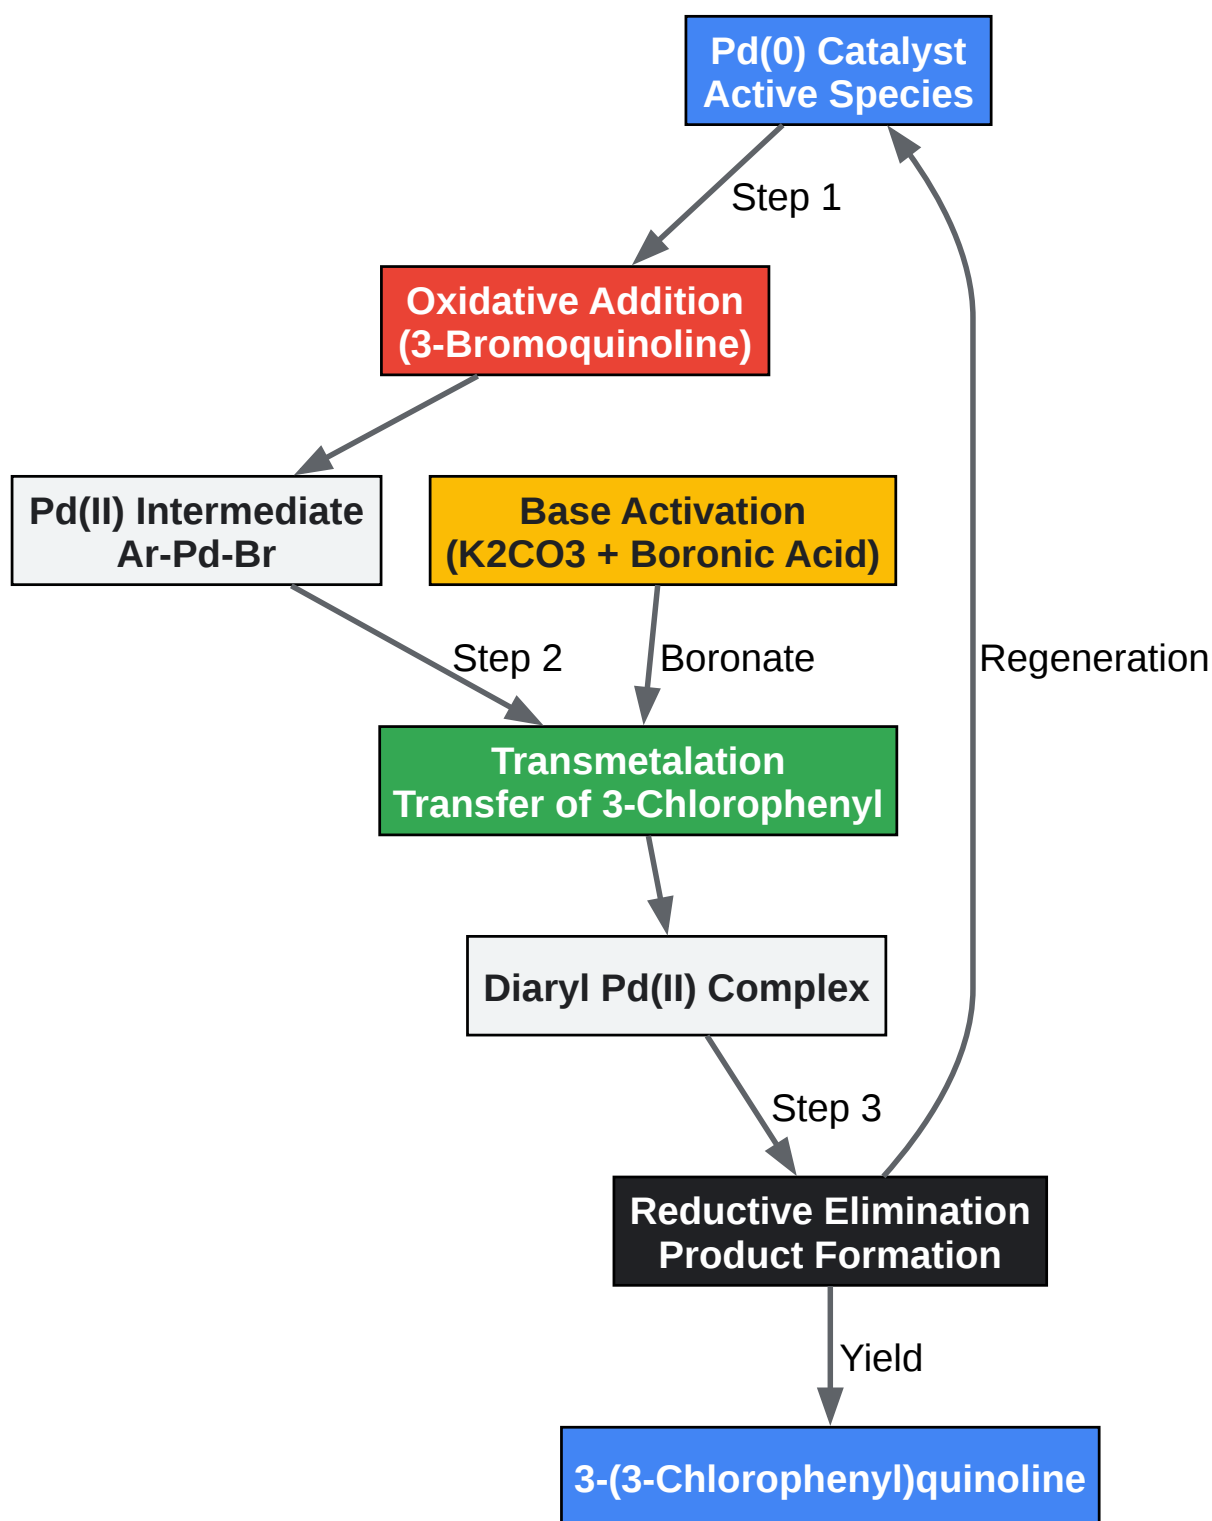 Pd(0) Catalyst
Active Species
Step 1
Oxidative Addition
(3-Bromoquinoline)
Pd(II) Intermediate
Ar-Pd-Br
Base Activation
(K2CO3 + Boronic Acid)
Step 2
Boronate
Regeneration
Transmetalation
Transfer of 3-Chlorophenyl
Diaryl Pd(II) Complex
Step 3
Reductive Elimination
Product Formation
Yield
3-(3-Chlorophenyl)quinoline